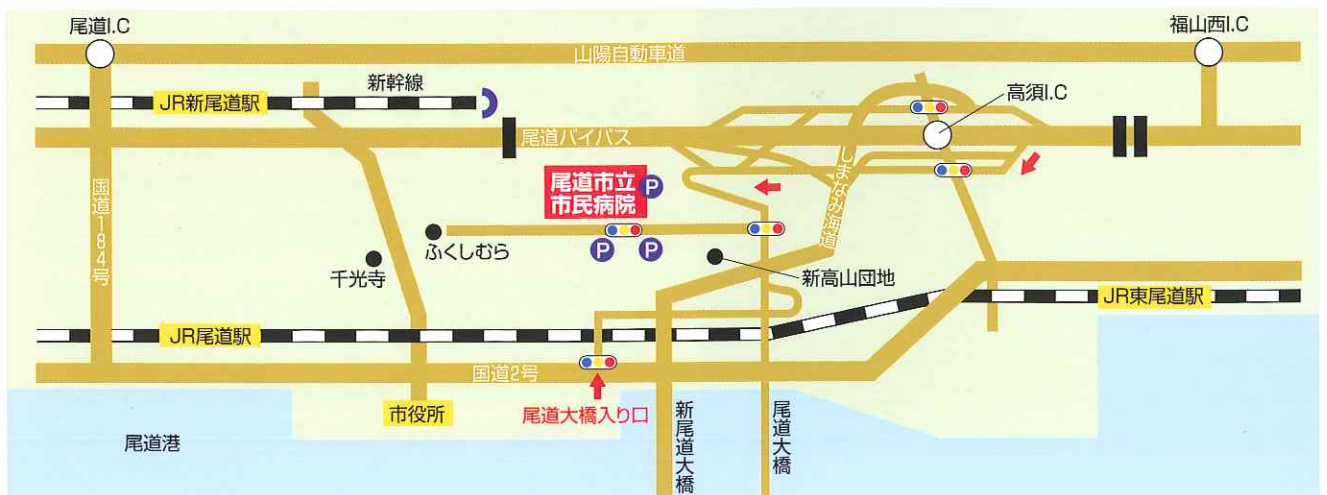 尾道I.C
福山西I.C
山陽自動車道
新幹線
JR新尾道駅
高須I.C
尾道バイパス
しまなみ海道
国道184号
尾道市立
市民病院
P
ふくしむら
P
P
千光寺
新高山団地
JR東尾道駅
JR尾道駅
国道2号
市役所
尾道大橋入り口
新尾道大橋
尾道大橋
尾道港